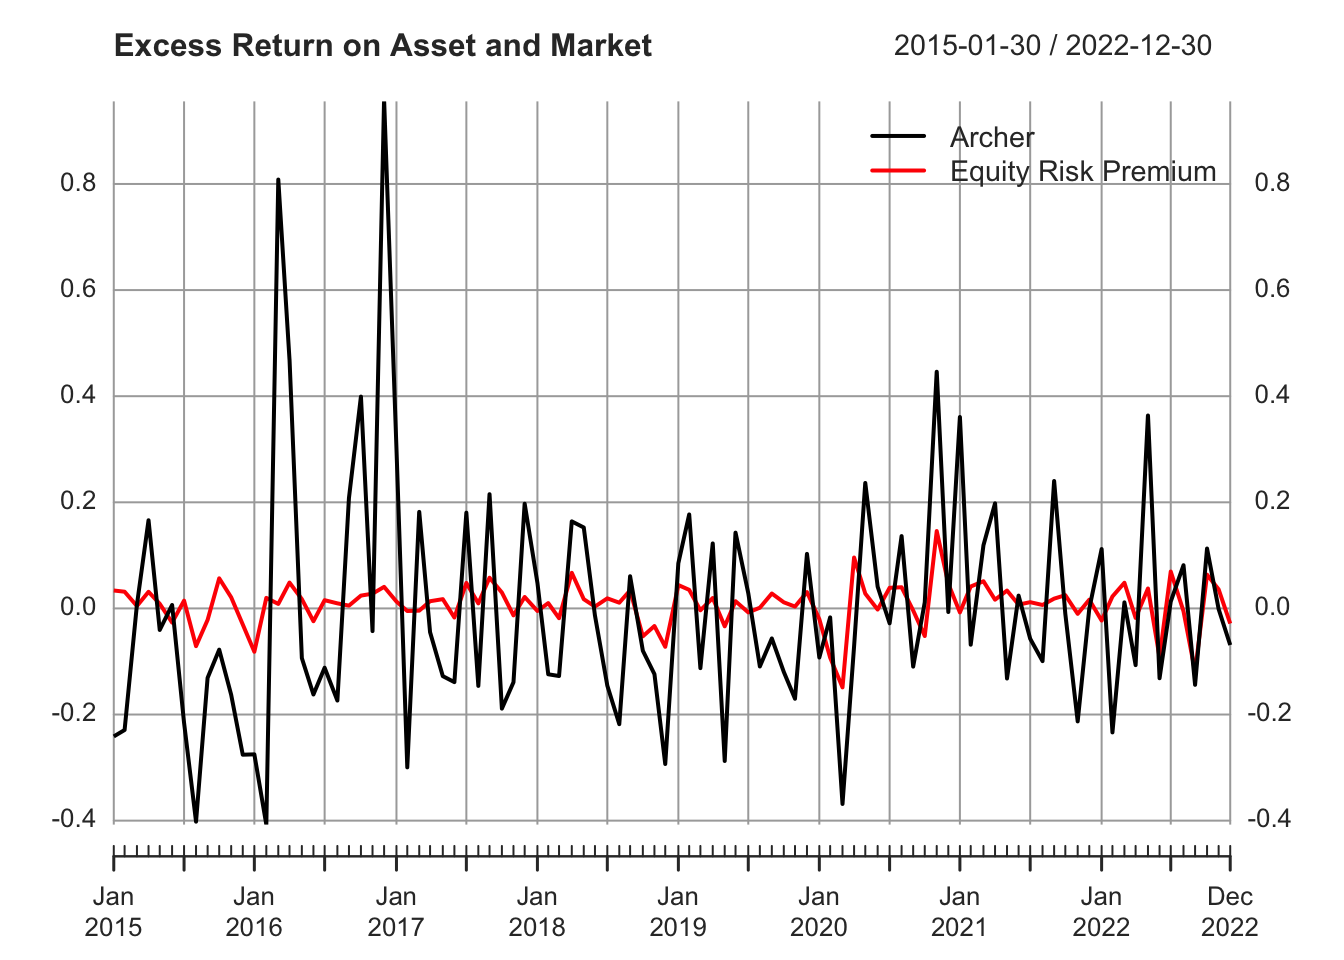 Excess Return on Asset and Market 2015-01-30 / 2022-12-30
Archer
Equity Risk Premium
0.8 0.8
0.6 0.6
0.4 0.4
0.2 0.2
0.0 0.0
-0.2 -0.2
-0.4 -0.4
Jan Jan Jan Jan Jan Jan Jan Jan Dec
2015 2016 2017 2018 2019 2020 2021 2022 2022